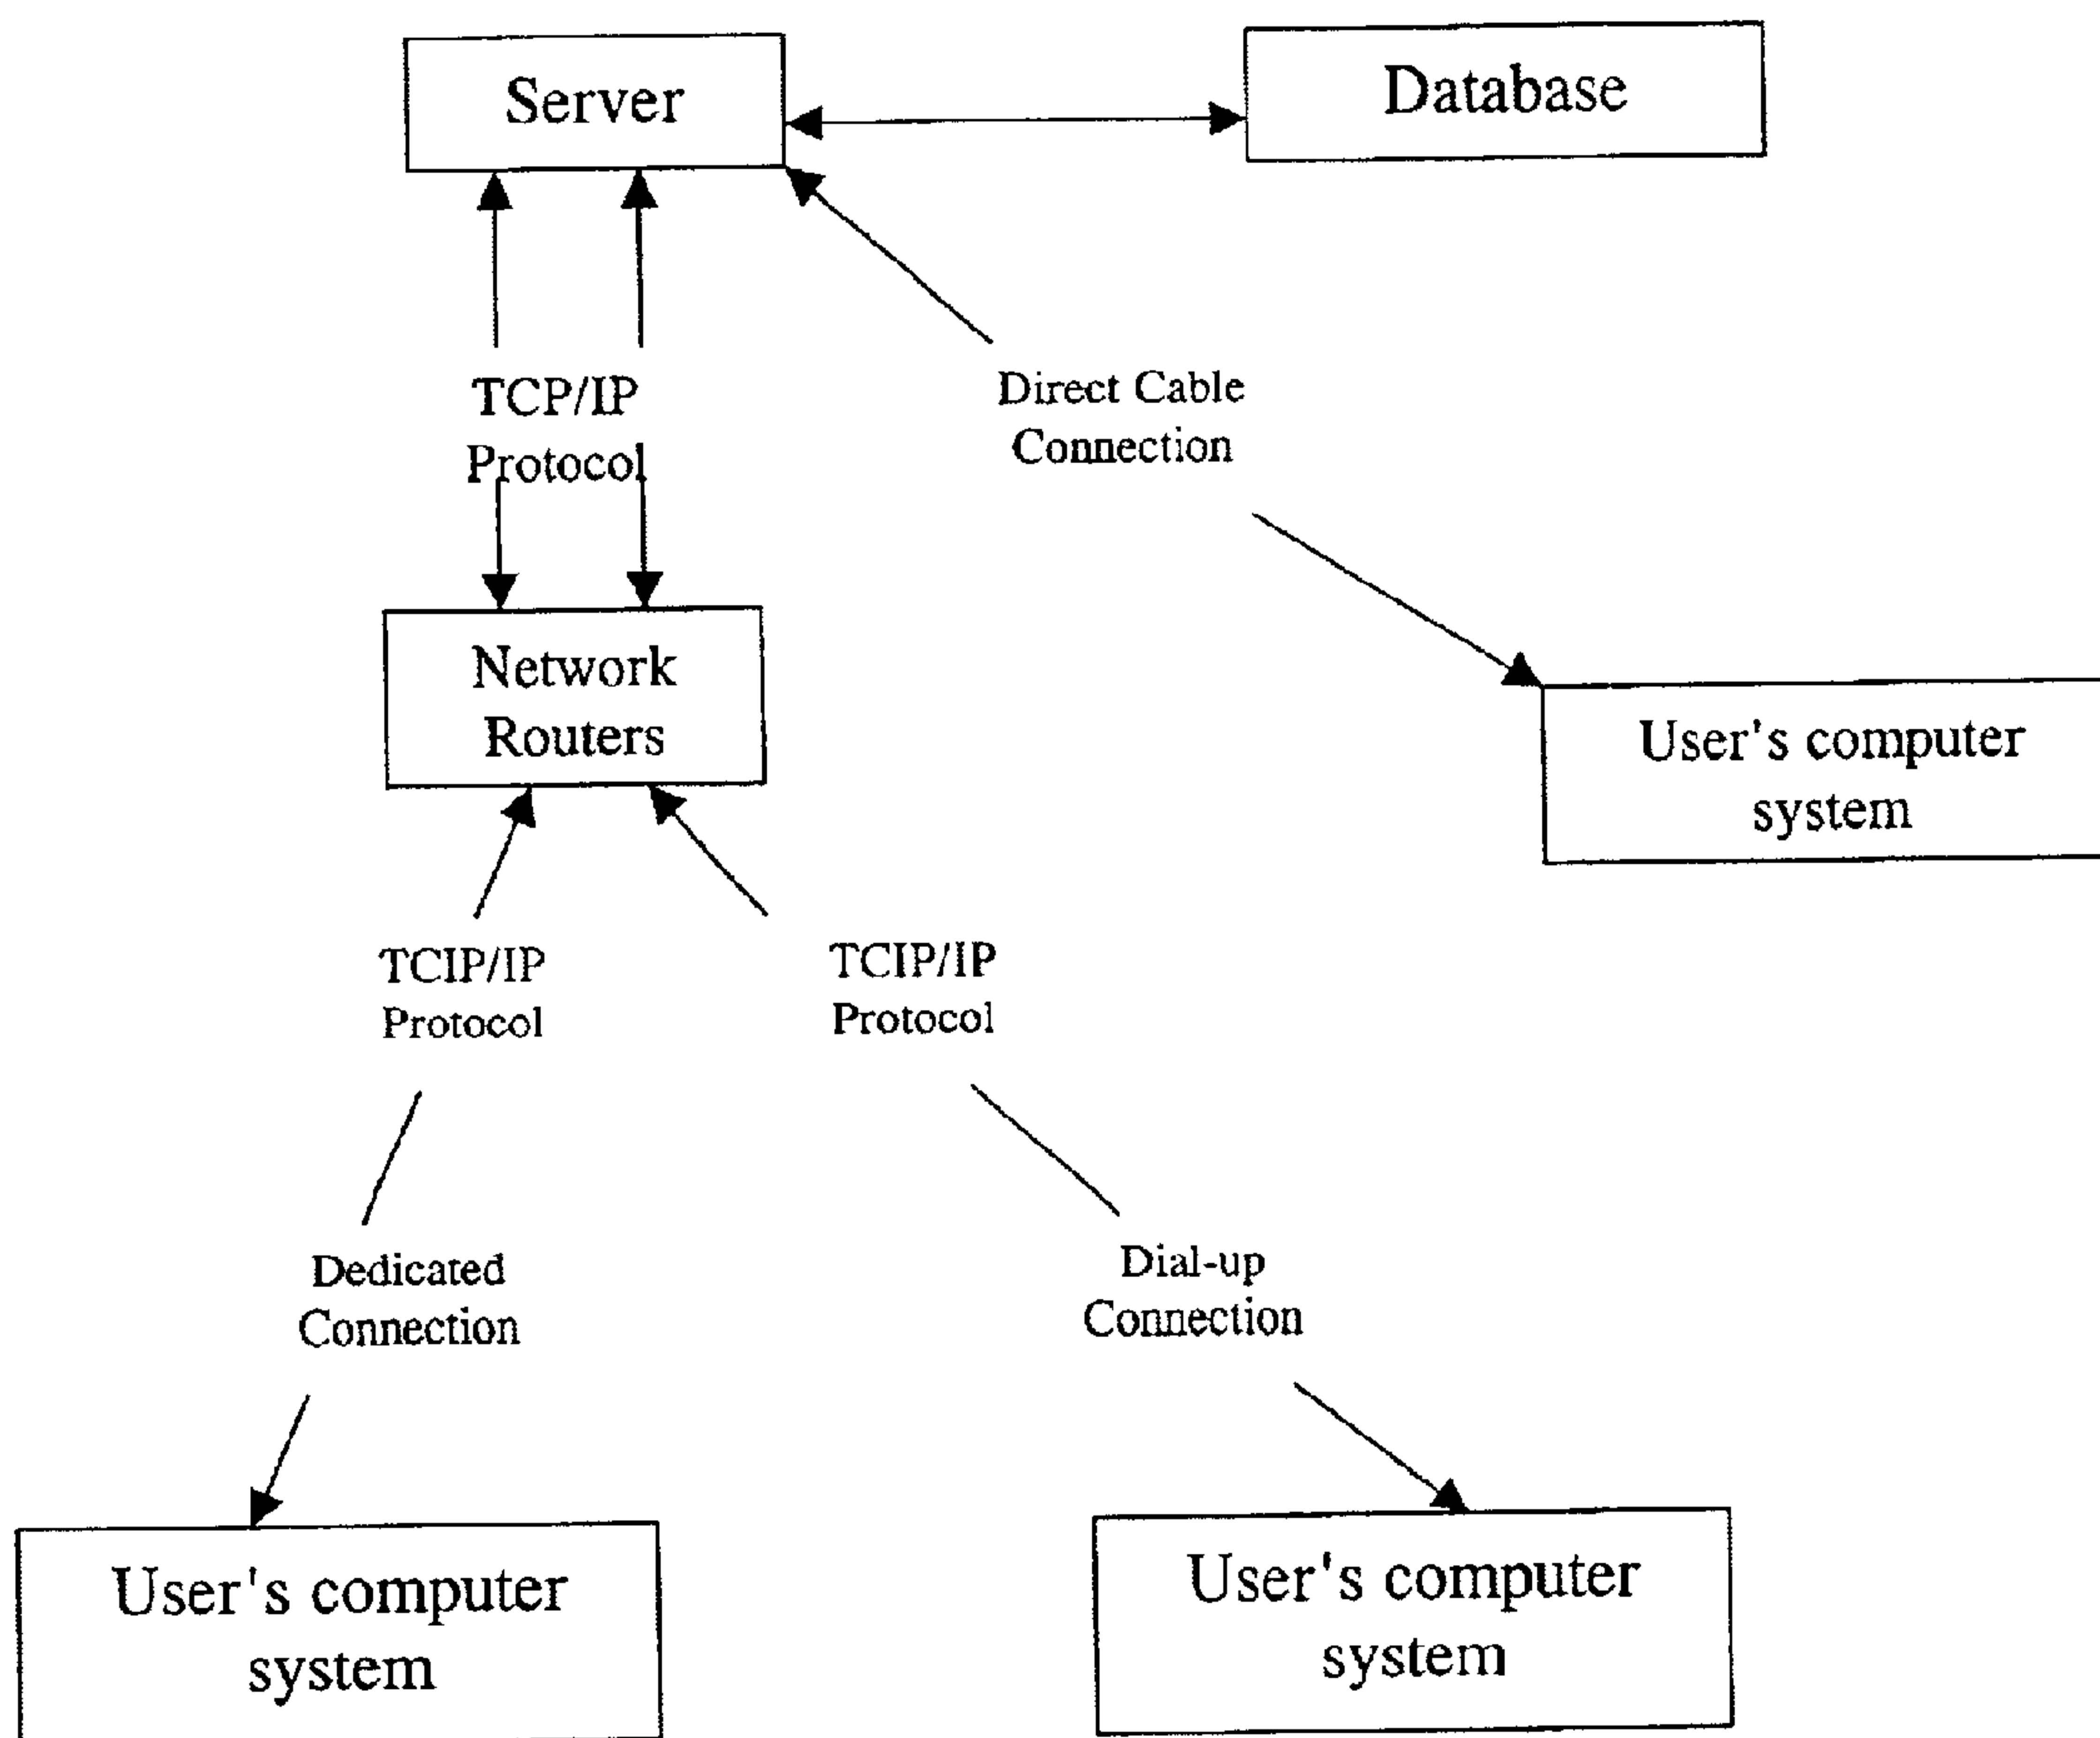 Server
Database
TCP/IP
Protocol
Direct Cable
Connection
Network
Routers
User's computer
system
TCIP/IP
Protocol
TCIP/IP
Protocol
Dedicated
Connection
Dial-up
Connection
User's computer
system
User's computer
system